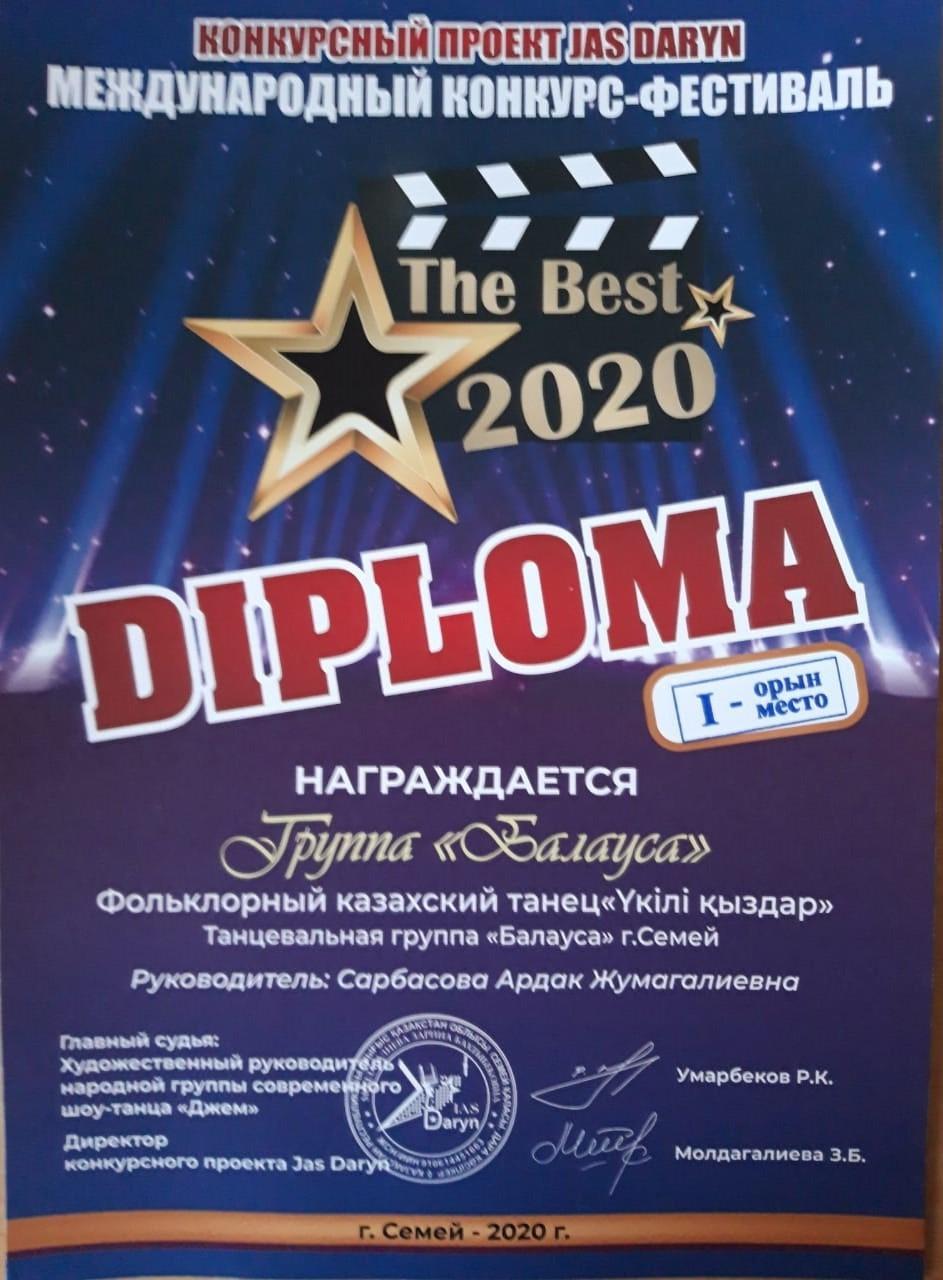 КОНКУРСНЫЙ ПРОЕКТ JAS DARYN
МЕЖДУНАРОДНЫЙ КОНКУРС-ФЕСТИВАЛЬ
The Best
2020
DIPLOMA
I - орын
место
НАГРАЖДАЕТСЯ
Группа «Балауса»
Фольклорный казахский танец«Үкілі қыздар»
Танцевальная группа «Балауса» г.Семей
Руководитель: Сарбасова Ардак Жумагалиевна
Главный судья:
Художественный руководитель
народной группы современного
шоу-танца «Джем»
Умарбеков Р.К.
Директор
конкурсного проекта Jas Daryn
Молдагалиева З.Б.
JAS
Daryn
г. Семей - 2020 г.